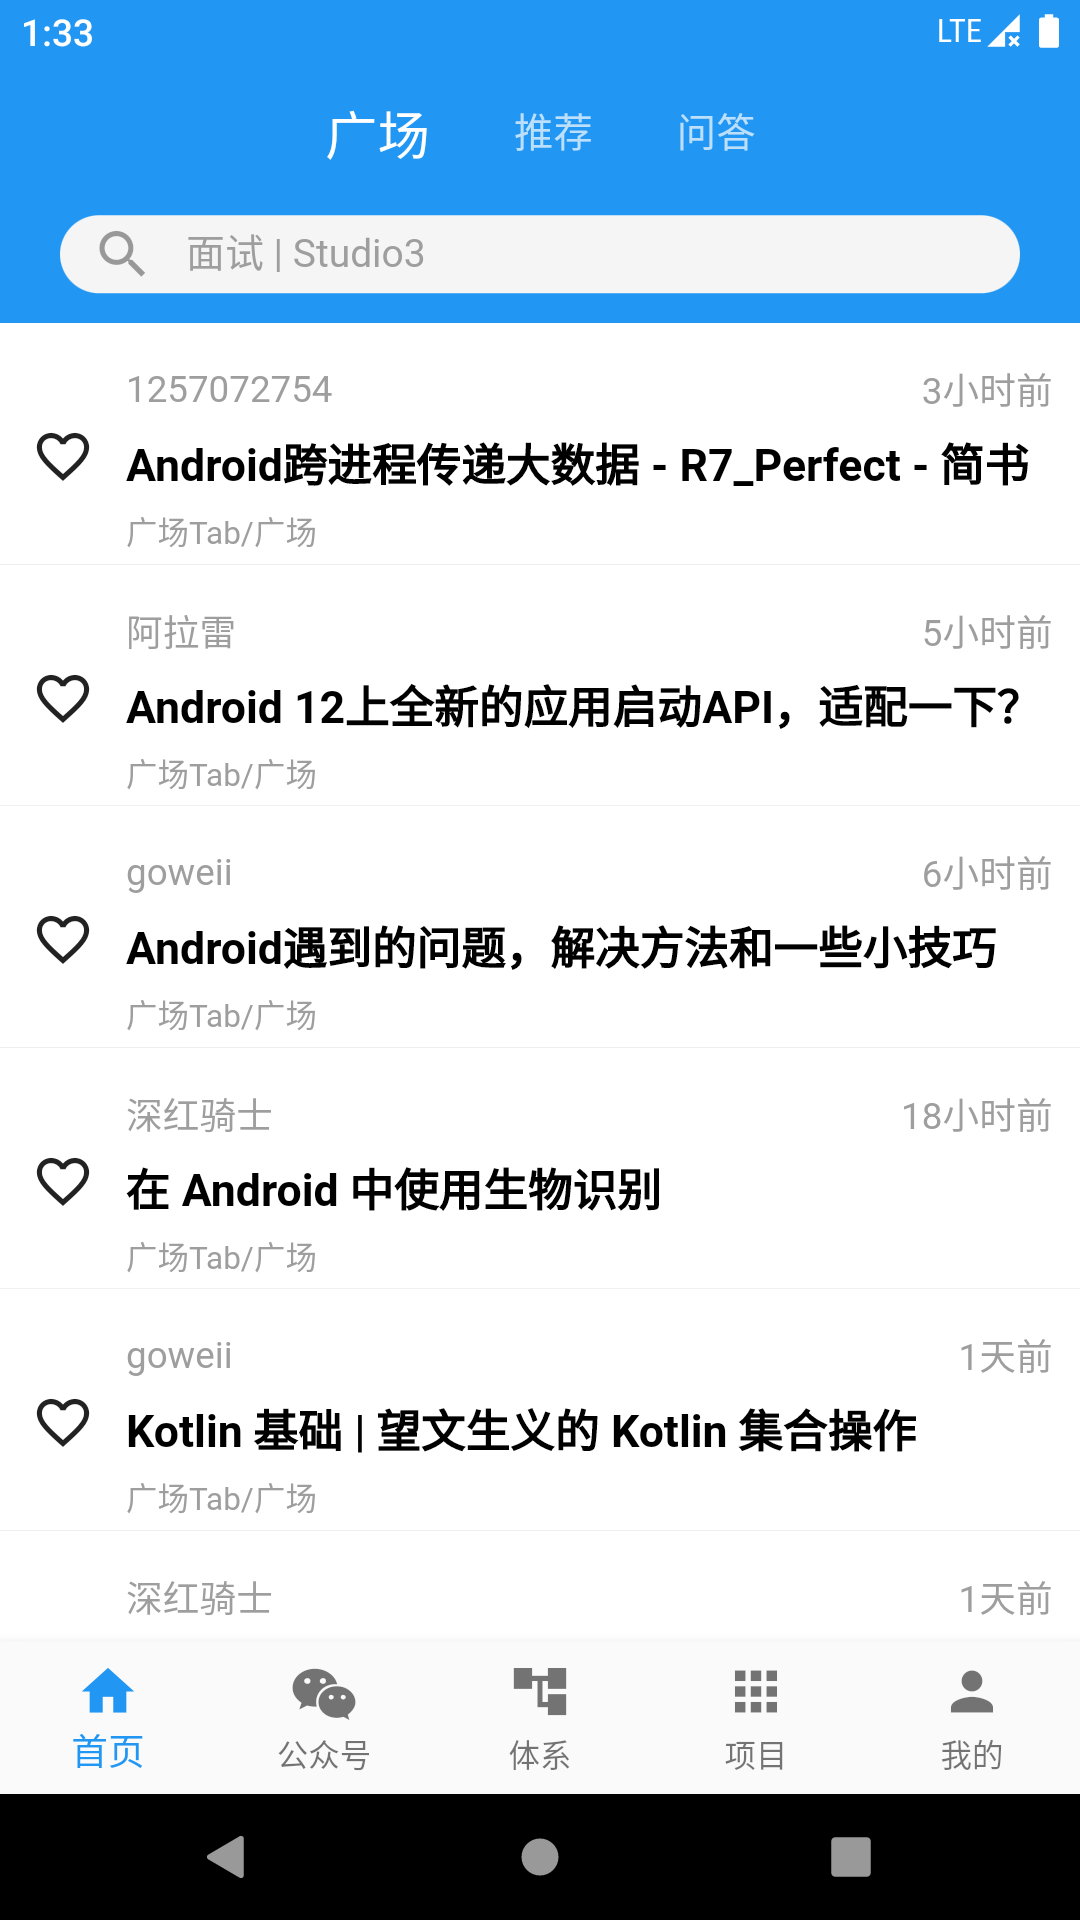 1:33
LTE
广场 推荐 问答
面试 | Studio3
1257072754 3小时前
Android跨进程传递大数据 - R7_Perfect - 简书
广场Tab/广场
阿拉雷 5小时前
Android 12上全新的应用启动API，适配一下？
广场Tab/广场
goweii 6小时前
Android遇到的问题，解决方法和一些小技巧
广场Tab/广场
深红骑士 18小时前
在 Android 中使用生物识别
广场Tab/广场
goweii 1天前
Kotlin 基础 | 望文生义的 Kotlin 集合操作
广场Tab/广场
深红骑士 1天前
首页 公众号 体系 项目 我的